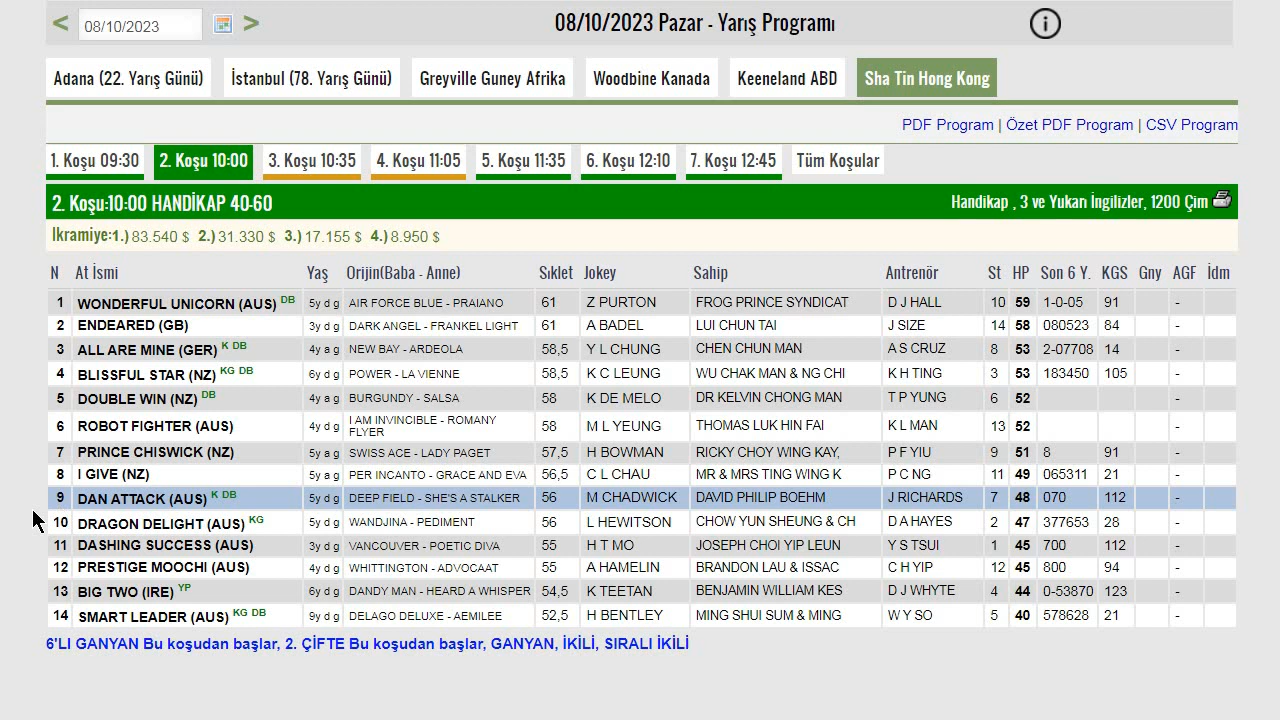 < 08/10/2023 > 08/10/2023 Pazar - Yarış Programı
Adana (22. Yarış Günü) İstanbul (78. Yarış Günü) Greyville Guney Afrika Woodbine Kanada Keeneland ABD Sha Tin Hong Kong
PDF Program | Özet PDF Program | CSV Program
1. Koşu 09:30 2. Koşu 10:00 3. Koşu 10:35 4. Koşu 11:05 5. Koşu 11:35 6. Koşu 12:10 7. Koşu 12:45 Tüm Koşular
2. Koşu:10:00 HANDİKAP 40-60 Handikap , 3 ve Yukarı İngilizler, 1200 Çim
Ikramiye:1.) 83.540 $ 2.) 31.330 $ 3.) 17.155 $ 4.) 8.950 $
N At İsmi Yaş Orijin(Baba - Anne) Sıklet Jokey Sahip Antrenör St HP Son 6 Y. KGS Gny AGF İdm
1 WONDERFUL UNICORN (AUS) DB 5y d g AIR FORCE BLUE - PRAIANO 61 Z PURTON FROG PRINCE SYNDICAT D J HALL 10 59 1-0-05 91 -
2 ENDEARED (GB) 3y d g DARK ANGEL - FRANKEL LIGHT 61 A BADEL LUI CHUN TAI J SIZE 14 58 080523 84 -
3 ALL ARE MINE (GER) K DB 4y a g NEW BAY - ARDEOLA 58,5 Y L CHUNG CHEN CHUN MAN A S CRUZ 8 53 2-07708 14 -
4 BLISSFUL STAR (NZ) KG DB 6y d g POWER - LA VIENNE 58,5 K C LEUNG WU CHAK MAN & NG CHI K H TING 3 53 183450 105 -
5 DOUBLE WIN (NZ) DB 4y a g BURGUNDY - SALSA 58 K DE MELO DR KELVIN CHONG MAN T P YUNG 6 52 -
6 ROBOT FIGHTER (AUS) 4y d g I AM INVINCIBLE - ROMANY FLYER 58 M L YEUNG THOMAS LUK HIN FAI K L MAN 13 52 -
7 PRINCE CHISWICK (NZ) 5y a g SWISS ACE - LADY PAGET 57,5 H BOWMAN RICKY CHOY WING KAY, P F YIU 9 51 8 91 -
8 I GIVE (NZ) 5y a g PER INCANTO - GRACE AND EVA 56,5 C L CHAU MR & MRS TING WING K P C NG 11 49 065311 21 -
9 DAN ATTACK (AUS) K DB 5y d g DEEP FIELD - SHE'S A STALKER 56 M CHADWICK DAVID PHILIP BOEHM J RICHARDS 7 48 070 112 -
10 DRAGON DELIGHT (AUS) KG 5y d g WANDJINA - PEDIMENT 56 L HEWITSON CHOW YUN SHEUNG & CH D A HAYES 2 47 377653 28 -
11 DASHING SUCCESS (AUS) 3y d g VANCOUVER - POETIC DIVA 55 H T MO JOSEPH CHOI YIP LEUN Y S TSUI 1 45 700 112 -
12 PRESTIGE MOOCHI (AUS) 4y d g WHITTINGTON - ADVOCAAT 55 A HAMELIN BRANDON LAU & ISSAC C H YIP 12 45 800 94 -
13 BIG TWO (IRE) YP 6y d g DANDY MAN - HEARD A WHISPER 54,5 K TEETAN BENJAMIN WILLIAM KES D J WHYTE 4 44 0-53870 123 -
14 SMART LEADER (AUS) KG DB 9y d g DELAGO DELUXE - AEMILEE 52,5 H BENTLEY MING SHUI SUM & MING W Y SO 5 40 578628 21 -
6'LI GANYAN Bu koşudan başlar, 2. ÇİFTE Bu koşudan başlar, GANYAN, İKİLİ, SIRALI İKİLİ